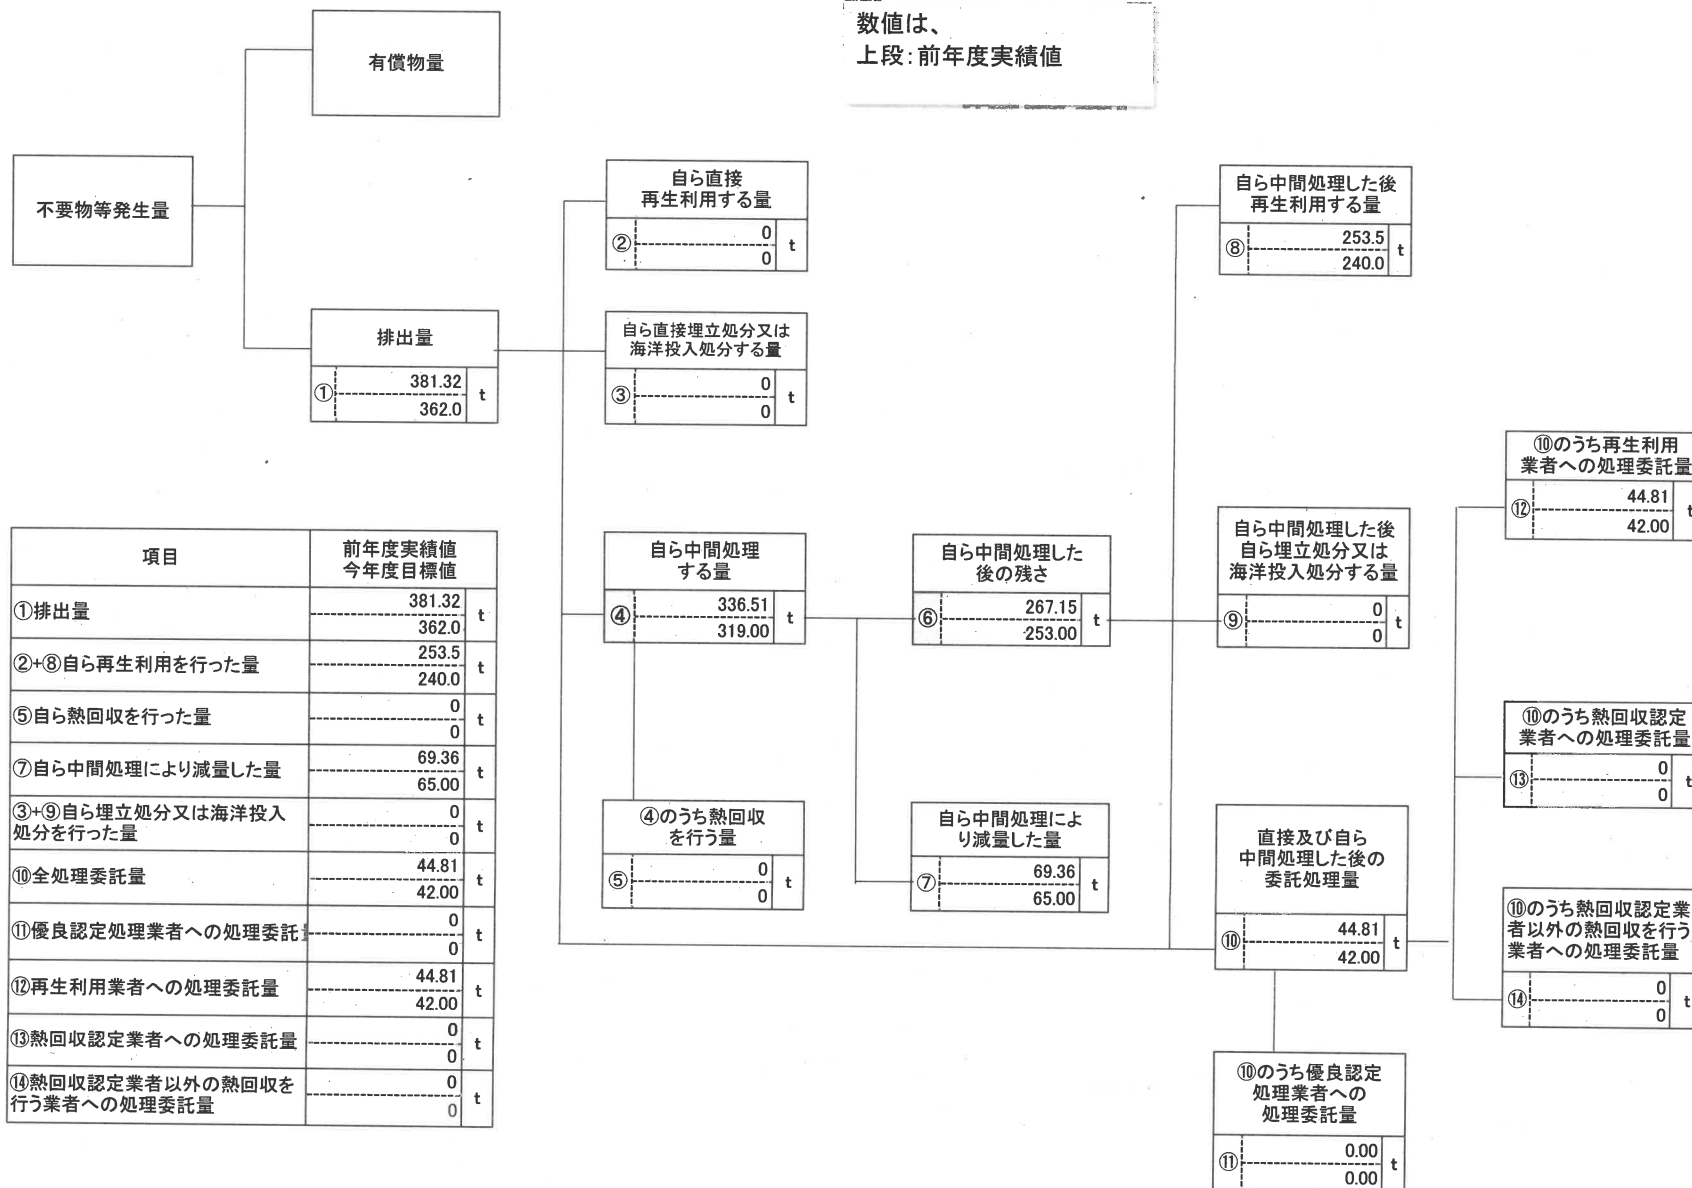 数値は、
上段:前年度実績値
有償物量
不要物等発生量
排出量
① 381.32 t
362.0
自ら直接
再生利用する量
② 0 t
0
自ら直接埋立処分又は
海洋投入処分する量
③ 0 t
0
自ら中間処理した後
再生利用する量
⑧ 253.5 t
240.0
自ら中間処理
する量
④ 336.51 t
319.00
自ら中間処理した
後の残さ
⑥ 267.15 t
253.00
自ら中間処理した後
自ら埋立処分又は
海洋投入処分する量
⑨ 0 t
0
⑩のうち再生利用
業者への処理委託量
⑫ 44.81 t
42.00
⑩のうち熱回収認定
業者への処理委託量
⑬ 0 t
0
④のうち熱回収
を行う量
⑤ 0 t
0
自ら中間処理によ
り減量した量
⑦ 69.36 t
65.00
直接及び自ら
中間処理した後の
委託処理量
⑩ 44.81 t
42.00
⑩のうち熱回収認定業
者以外の熱回収を行う
業者への処理委託量
⑭ 0 t
0
⑩のうち優良認定
処理業者への
処理委託量
⑪ 0.00 t
0.00
項目
前年度実績値
今年度目標値
①排出量 381.32 t
362.0
②+⑧自ら再生利用を行った量 253.5 t
240.0
⑤自ら熱回収を行った量 0 t
0
⑦自ら中間処理により減量した量 69.36 t
65.00
③+⑨自ら埋立処分又は海洋投入
処分を行った量 0 t
0
⑩全処理委託量 44.81 t
42.00
⑪優良認定処理業者への処理委託 0 t
0
⑫再生利用業者への処理委託量 44.81 t
42.00
⑬熱回収認定業者への処理委託量 0 t
0
⑭熱回収認定業者以外の熱回収を
行う業者への処理委託量 0 t
0